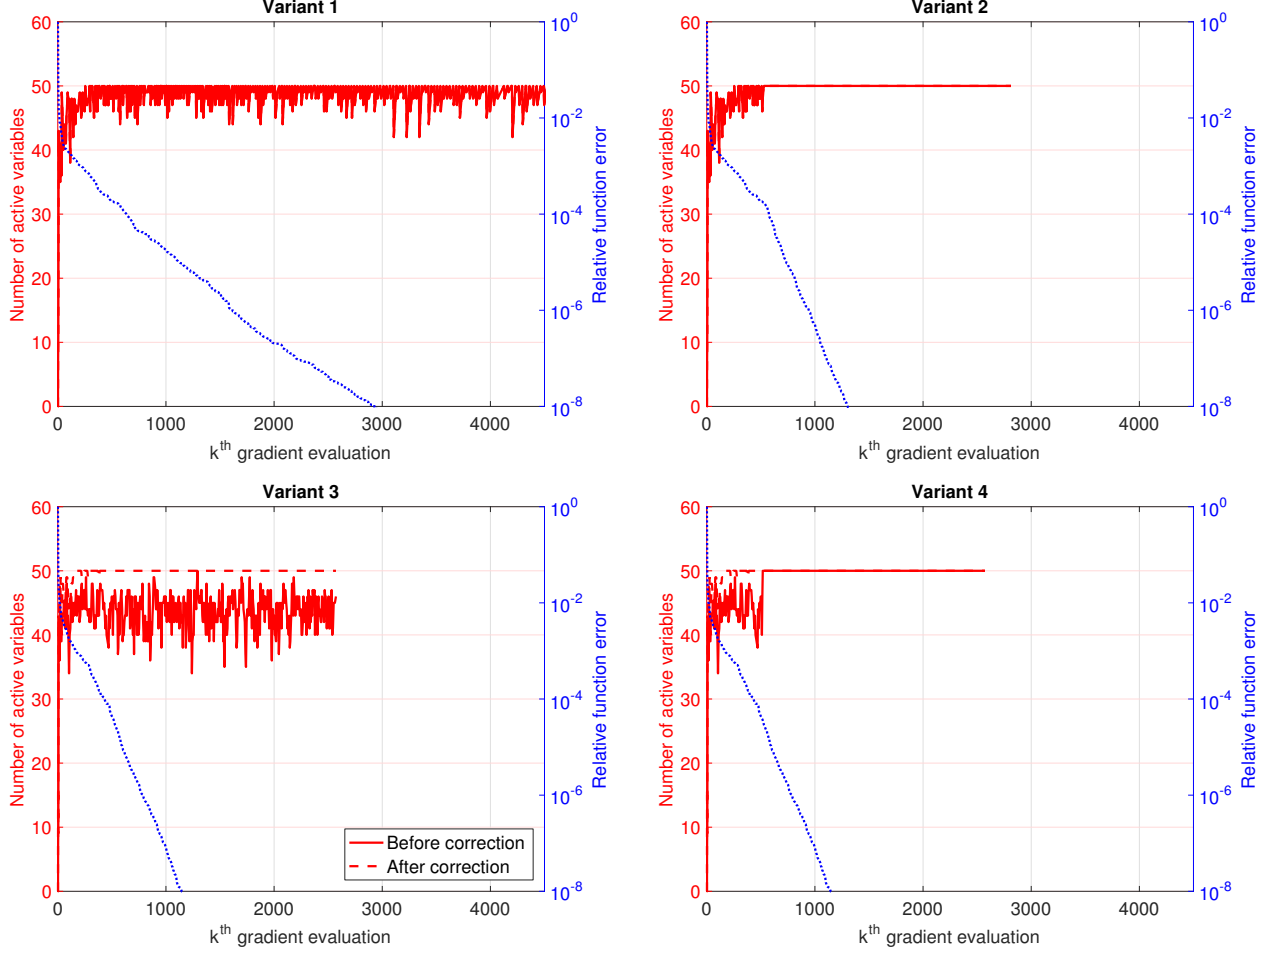 Variant 1
60
50
40
30
20
10
0
Number of active variables
10^0
10^-2
10^-4
10^-6
10^-8
Relative function error
0 1000 2000 3000 4000
k^th gradient evaluation
Variant 2
60
50
40
30
20
10
0
Number of active variables
10^0
10^-2
10^-4
10^-6
10^-8
Relative function error
0 1000 2000 3000 4000
k^th gradient evaluation
Variant 3
60
50
40
30
20
10
0
Number of active variables
10^0
10^-2
10^-4
10^-6
10^-8
Relative function error
Before correction
After correction
0 1000 2000 3000 4000
k^th gradient evaluation
Variant 4
60
50
40
30
20
10
0
Number of active variables
10^0
10^-2
10^-4
10^-6
10^-8
Relative function error
0 1000 2000 3000 4000
k^th gradient evaluation